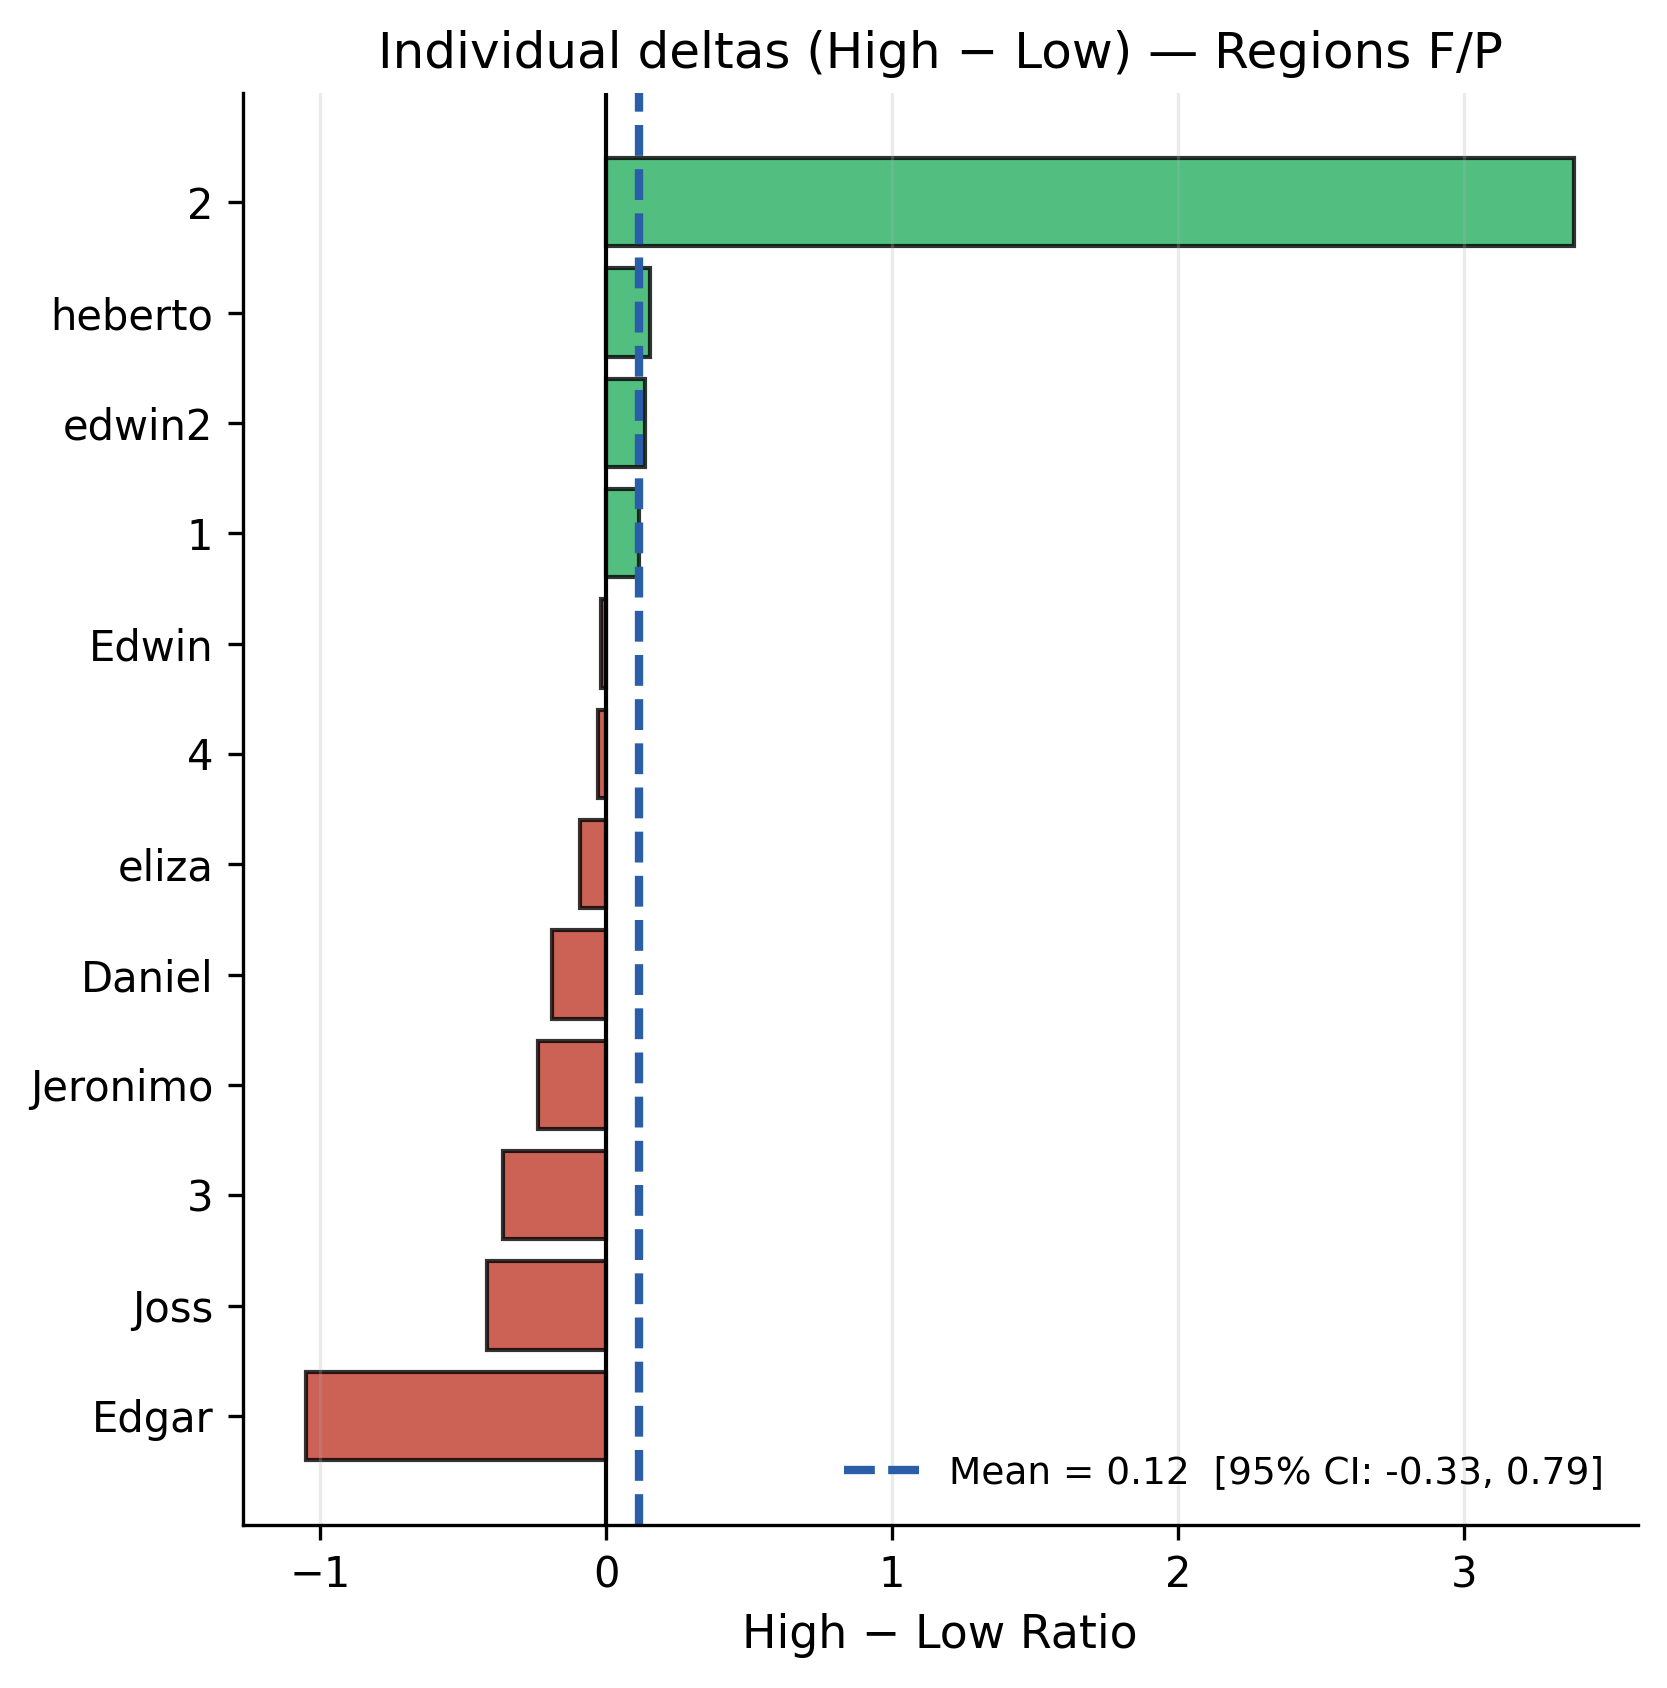 Individual deltas (High − Low) — Regions F/P
2
heberto
edwin2
1
Edwin
4
eliza
Daniel
Jeronimo
3
Joss
Edgar
Mean = 0.12 [95% CI: -0.33, 0.79]
−1 0 1 2 3
High − Low Ratio